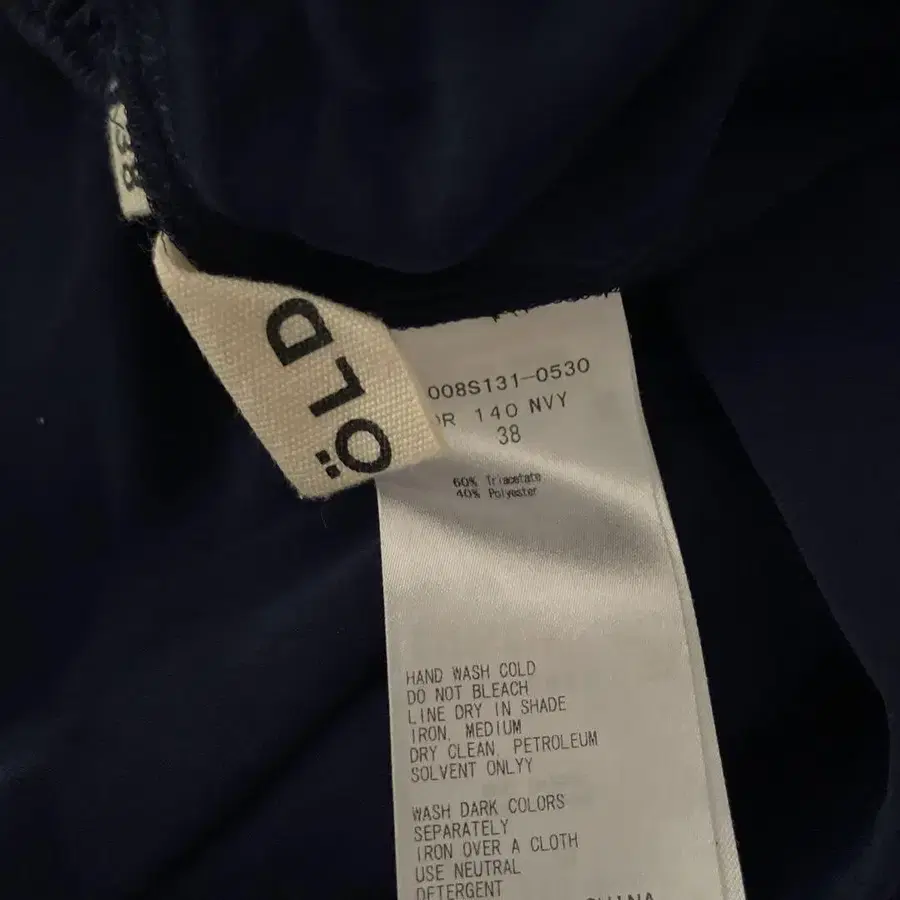 38
ÖLD
008S131-0530
140 NVY
38
60% Triacetate
40% Polyester
HAND WASH COLD
DO NOT BLEACH
LINE DRY IN SHADE
IRON, MEDIUM
DRY CLEAN, PETROLEUM
SOLVENT ONLYY
WASH DARK COLORS
SEPARATELY
IRON OVER A CLOTH
USE NEUTRAL
DETERGENT